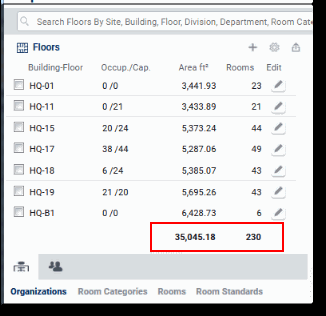 Search Floors By Site, Building, Floor, Division, Department, Room Cate
Floors
Building-Floor Occup./Cap. Area ft² Rooms Edit
HQ-01 0 /0 3,441.93 23
HQ-11 0 /21 3,433.89 21
HQ-15 20 /24 5,373.24 44
HQ-17 38 /44 5,287.06 49
HQ-18 6 /24 5,385.07 43
HQ-19 21 /20 5,695.26 43
HQ-B1 0 /0 6,428.73 6
35,045.18 230
Organizations Room Categories Rooms Room Standards